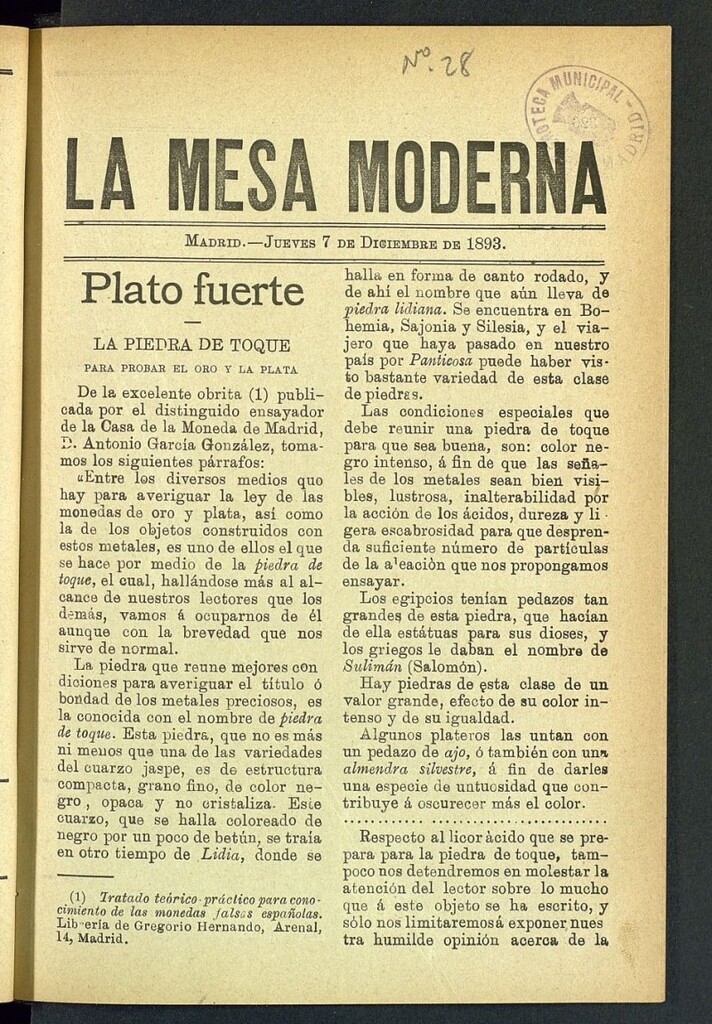 Nº. 28
TECA MUNICIPAL - MADRID
LA MESA MODERNA
MADRID.—JUEVES 7 DE DICIEMBRE DE 1893.
Plato fuerte
LA PIEDRA DE TOQUE
PARA PROBAR EL ORO Y LA PLATA
De la excelente obrita (1) publi-
cada por el distinguido ensayador
de la Casa de la Moneda de Madrid,
D. Antonio García González, toma-
mos los siguientes párrafos:
«Entre los diversos medios quo
hay para averiguar la ley de las
monedas de oro y plata, así como
la de los objetos construidos con
estos metales, es uno de ellos el que
se hace por medio de la piedra de
toque, el cual, hallándose más al al-
cance de nuestros lectores que los
demás, vamos á ocuparnos de él
aunque con la brevedad que nos
sirve de normal.
La piedra que reune mejores con
diciones para averiguar el título ó
bondad de los metales preciosos, es
la conocida con el nombre de piedra
de toque. Esta piedra, que no es más
ni menos que una de las variedades
del cuarzo jaspe, es de estructura
compacta, grano fino, de color ne-
gro, opaca y no cristaliza. Este
cuarzo, que se halla coloreado de
negro por un poco de betún, se traía
en otro tiempo de Lidia, donde se
(1) Tratado teórico-práctico para cono-
cimiento de las monedas falsas españolas.
Librería de Gregorio Hernando, Arenal,
14, Madrid.
halla en forma de canto rodado, y
de ahí el nombre que aún lleva de
piedra lidiana. Se encuentra en Bo-
hemia, Sajonia y Silesia, y el via-
jero que haya pasado en nuestro
país por Panticosa puede haber vis-
to bastante variedad de esta clase
de piedras.
Las condiciones especiales que
debe reunir una piedra de toque
para que sea buena, son: color ne-
gro intenso, á fin de que las seña-
les de los metales sean bien visi-
bles, lustrosa, inalterabilidad por
la acción de los ácidos, dureza y li-
gera escabrosidad para que despren-
da suficiente número de partículas
de la aleación que nos propongamos
ensayar.
Los egipcios tenían pedazos tan
grandes de esta piedra, que hacían
de ella estátuas para sus dioses, y
los griegos le daban el nombre de
Sulimán (Salomón).
Hay piedras de esta clase de un
valor grande, efecto de su color in-
tenso y de su igualdad.
Algunos plateros las untan con
un pedazo de ajo, ó también con una
almendra silvestre, á fin de darles
una especie de untuosidad que con-
tribuye á oscurecer más el color.
. . . . . . . . . . . . . . . . . . . . . . . . . . . . . .
Respecto al licor ácido que se pre-
para para la piedra de toque, tam-
poco nos detendremos en molestar la
atención del lector sobre lo mucho
que á este objeto se ha escrito, y
sólo nos limitaremos á exponer nues
tra humilde opinión acerca de la